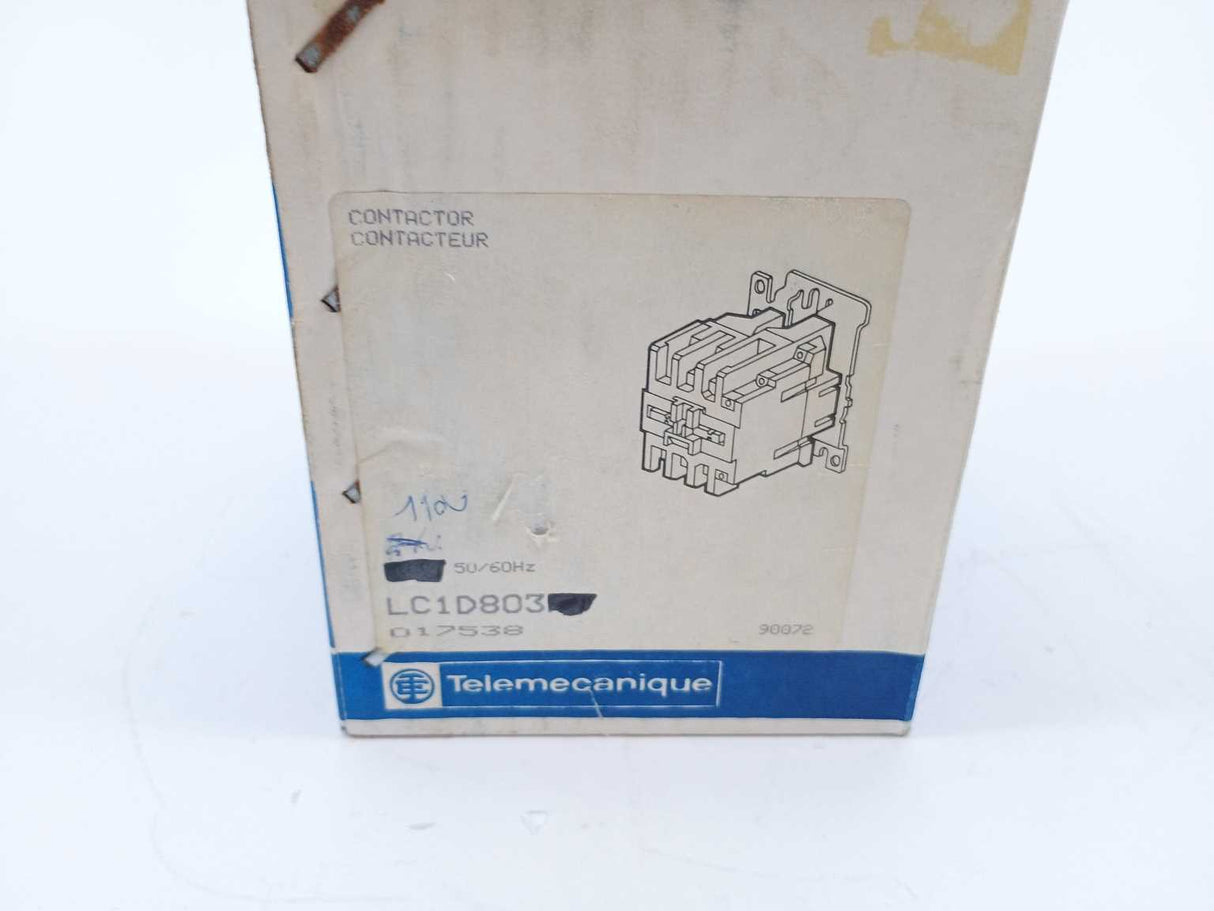 CONTACTOR
CONTACTEUR
110V
50/60Hz
LC1D803
017538
90072
Telemecanique